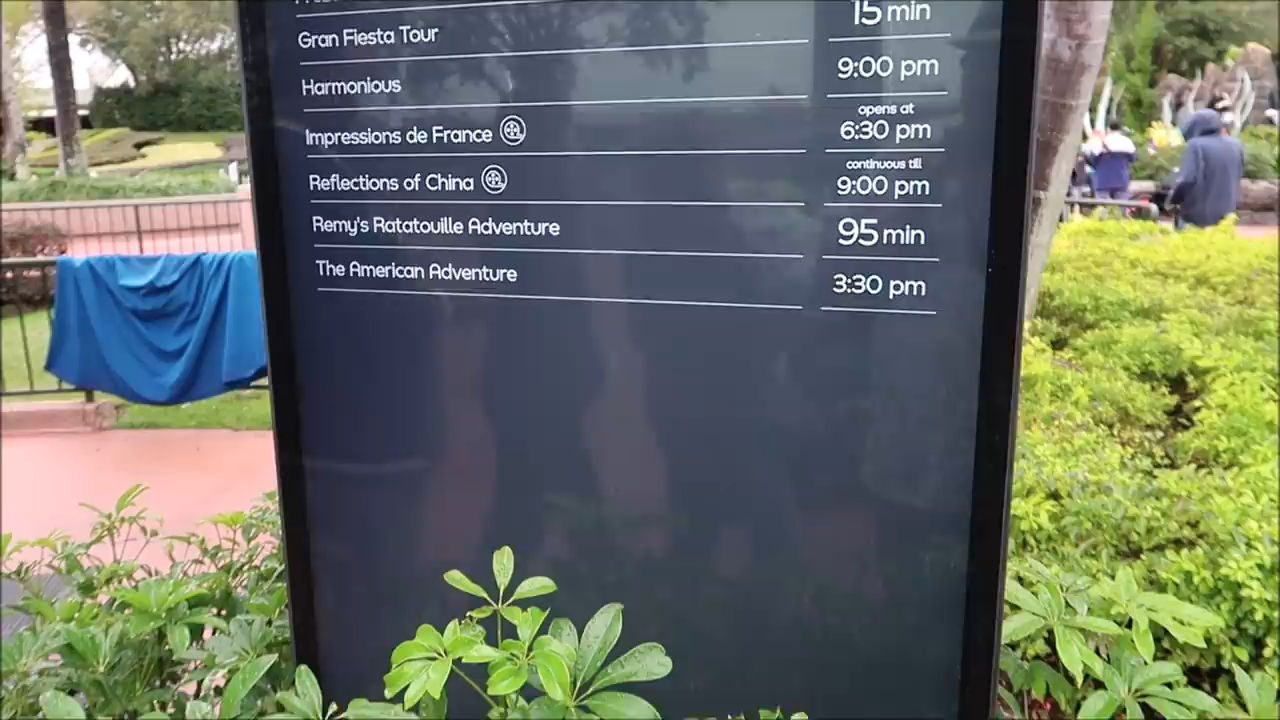 15 min
Gran Fiesta Tour
Harmonious
9:00 pm
Impressions de France
opens at
6:30 pm
Reflections of China
continuous till
9:00 pm
Remy's Ratatouille Adventure
95 min
The American Adventure
3:30 pm